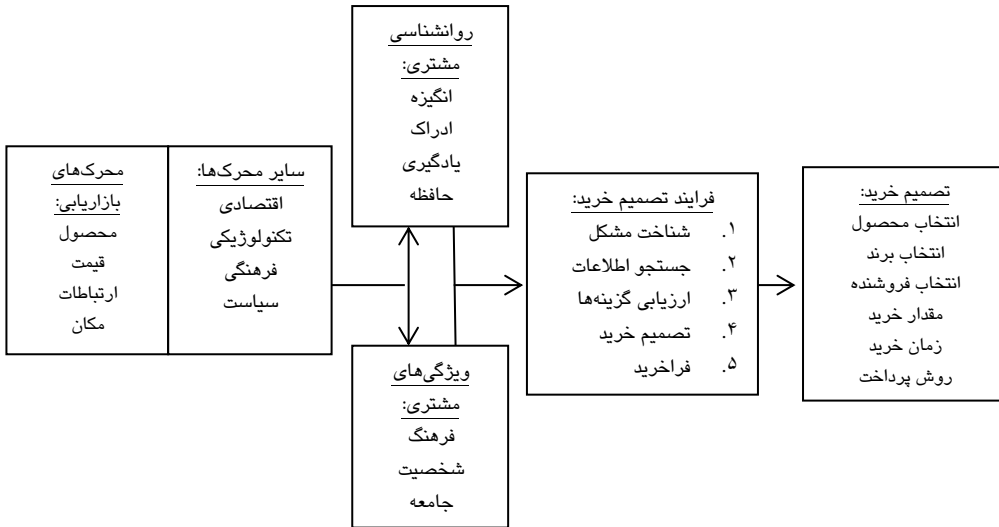 محرک‌های
بازاریابی:
محصول
قیمت
ارتباطات
مکان
سایر محرک‌ها:
اقتصادی
تکنولوژیکی
فرهنگی
سیاست
روانشناسی
مشتری:
انگیزه
ادراک
یادگیری
حافظه
ویژگی‌های
مشتری:
فرهنگ
شخصیت
جامعه
فرایند تصمیم خرید:
۱. شناخت مشکل
۲. جستجو اطلاعات
۳. ارزیابی گزینه‌ها
۴. تصمیم خرید
۵. فراخرید
تصمیم خرید:
انتخاب محصول
انتخاب برند
انتخاب فروشنده
مقدار خرید
زمان خرید
روش پرداخت